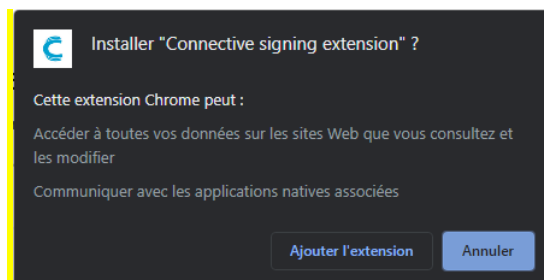 Installer "Connective signing extension" ?
Cette extension Chrome peut :
Accéder à toutes vos données sur les sites Web que vous consultez et
les modifier
Communiquer avec les applications natives associées
Ajouter l'extension
Annuler